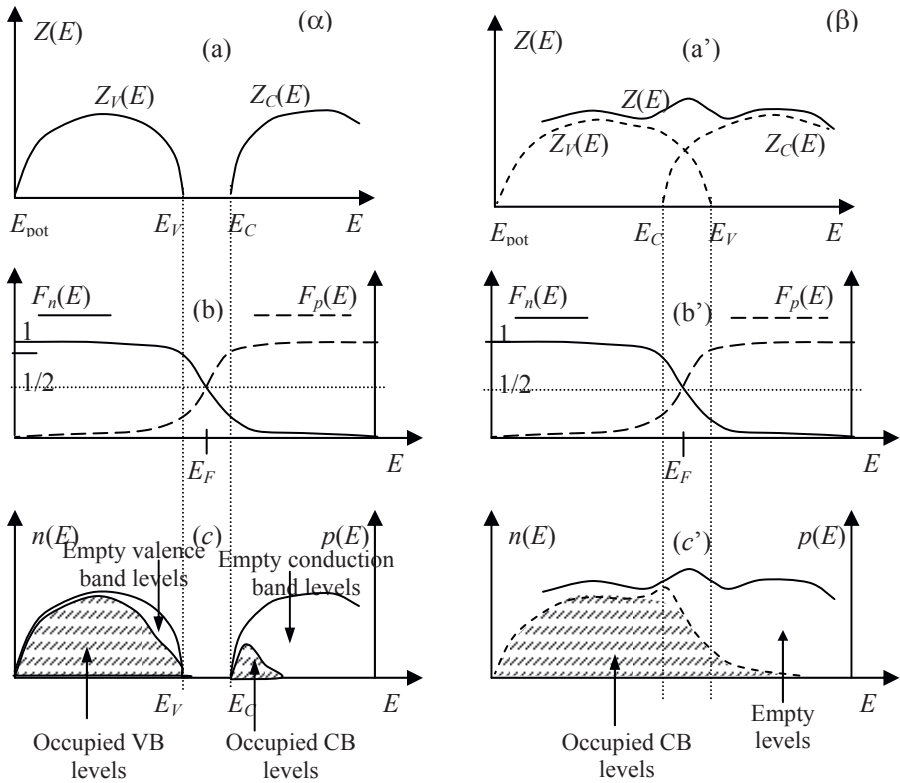 (α)
Z(E)
(a)
Z_V(E)
Z_C(E)
E_pot
E_V
E_C
E
(β)
Z(E)
(a’)
Z(E)
Z_V(E)
Z_C(E)
E_pot
E_C
E_V
E
F_n(E)
(b)
F_p(E)
1
1/2
E_F
E
F_n(E)
(b’)
F_p(E)
1
1/2
E_F
E
n(E)
(c)
p(E)
Empty valence
band levels
Empty conduction
band levels
E_V
E_C
E
Occupied VB
levels
Occupied CB
levels
n(E)
(c’)
p(E)
E
Occupied CB
levels
Empty
levels